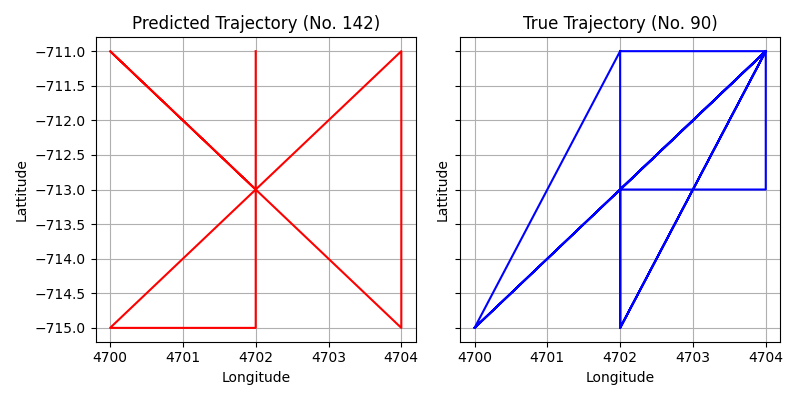 Predicted Trajectory (No. 142)
True Trajectory (No. 90)
Lattitude
−711.0
−711.5
−712.0
−712.5
−713.0
−713.5
−714.0
−714.5
−715.0
4700 4701 4702 4703 4704
Longitude
Lattitude
4700 4701 4702 4703 4704
Longitude